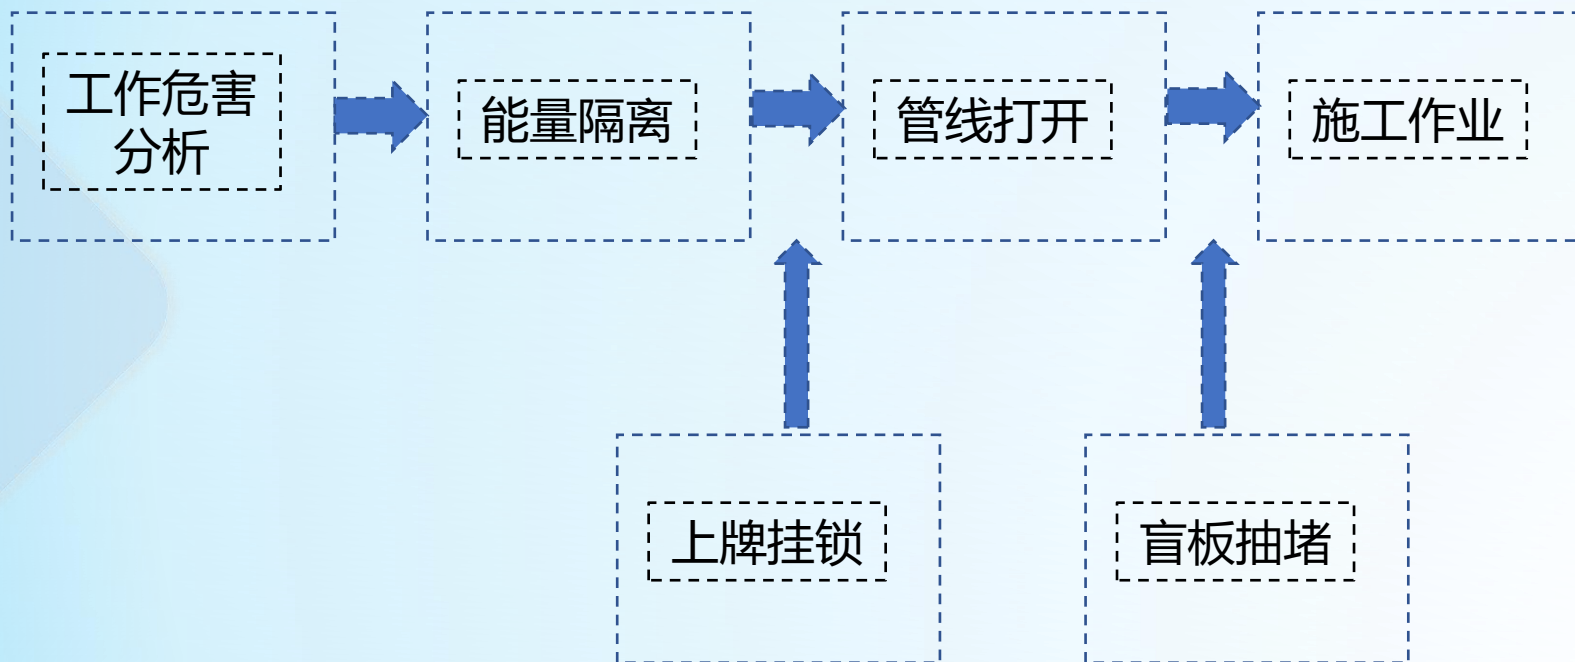 工作危害
分析
能量隔离
管线打开
施工作业
上牌挂锁
盲板抽堵